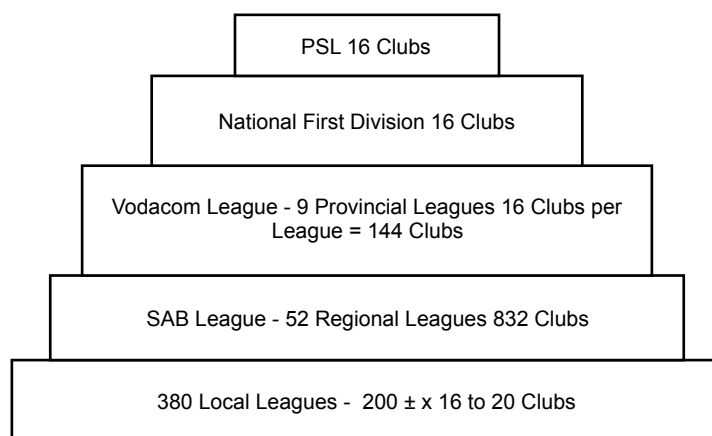 PSL 16 Clubs
National First Division 16 Clubs
Vodacom League - 9 Provincial Leagues 16 Clubs per
League = 144 Clubs
SAB League - 52 Regional Leagues 832 Clubs
380 Local Leagues -  200 ± x 16 to 20 Clubs